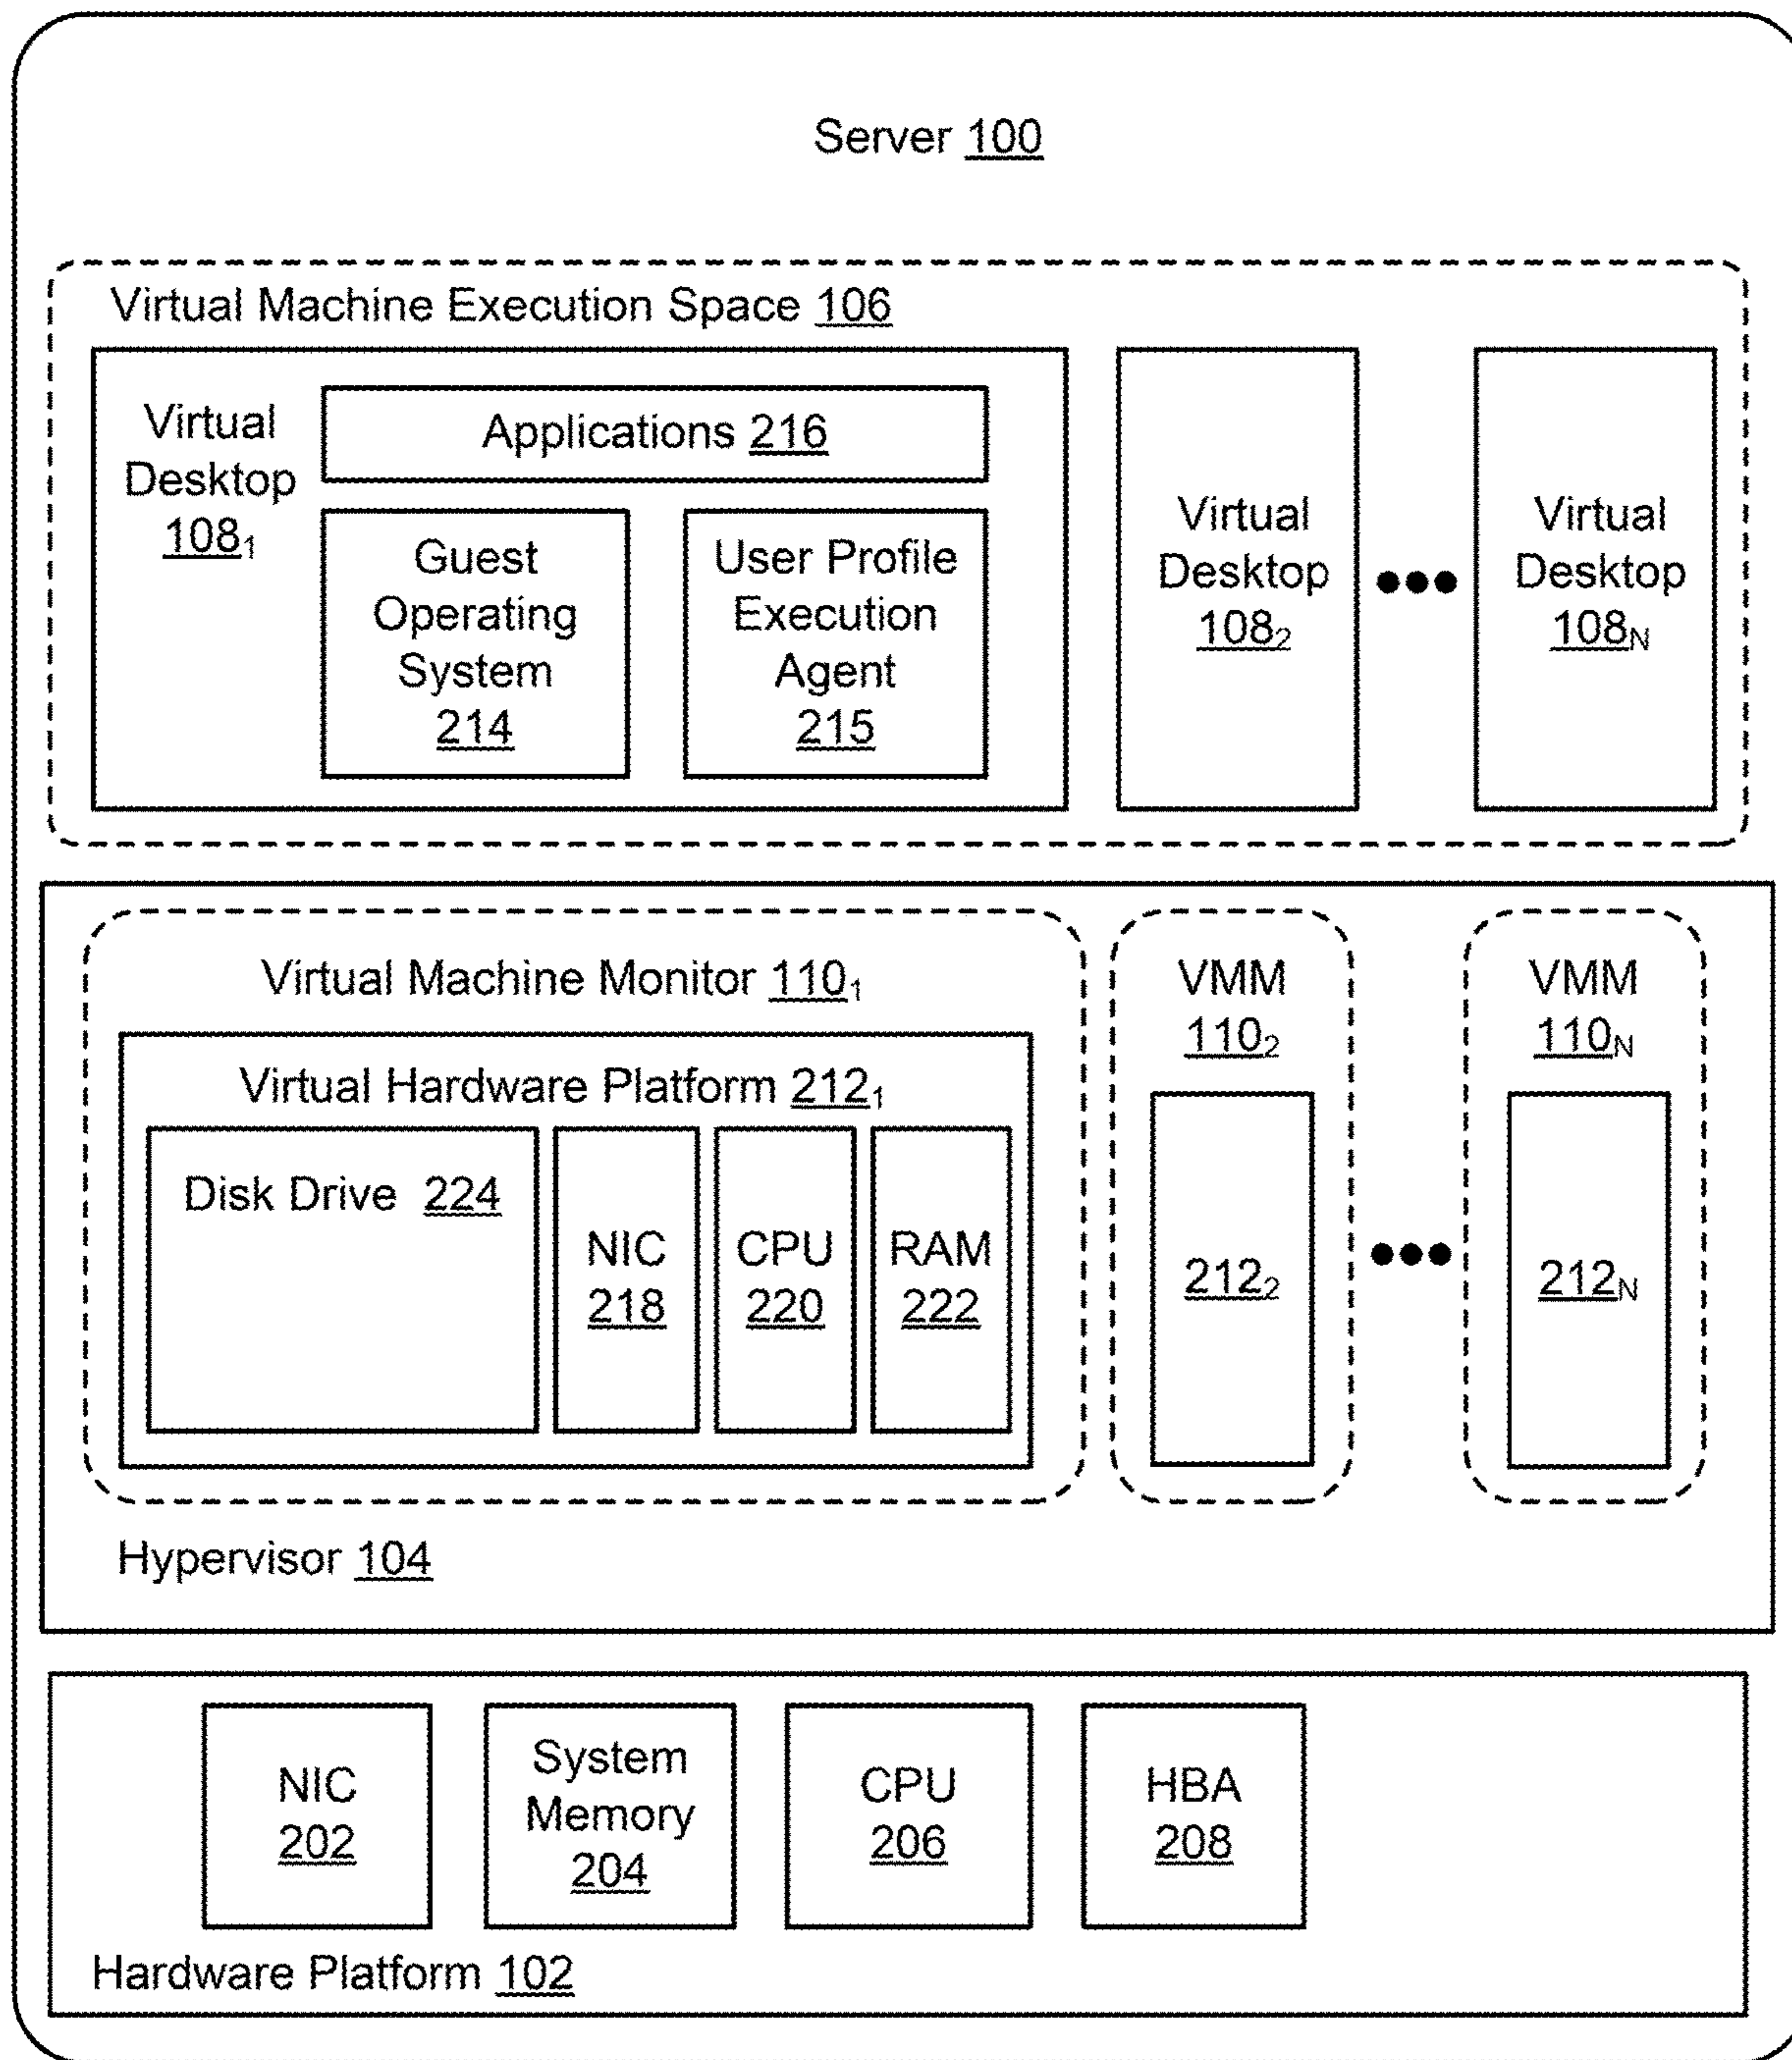 Server 100
Virtual Machine Execution Space 106
Virtual
Desktop
108₁
Applications 216
Guest
Operating
System
214
User Profile
Execution
Agent
215
Virtual
Desktop
108₂
Virtual
Desktop
108N
Virtual Machine Monitor 110₁
Virtual Hardware Platform 212₁
Disk Drive 224
NIC
218
CPU
220
RAM
222
VMM
110₂
212₂
VMM
110N
212N
Hypervisor 104
NIC
202
System
Memory
204
CPU
206
HBA
208
Hardware Platform 102